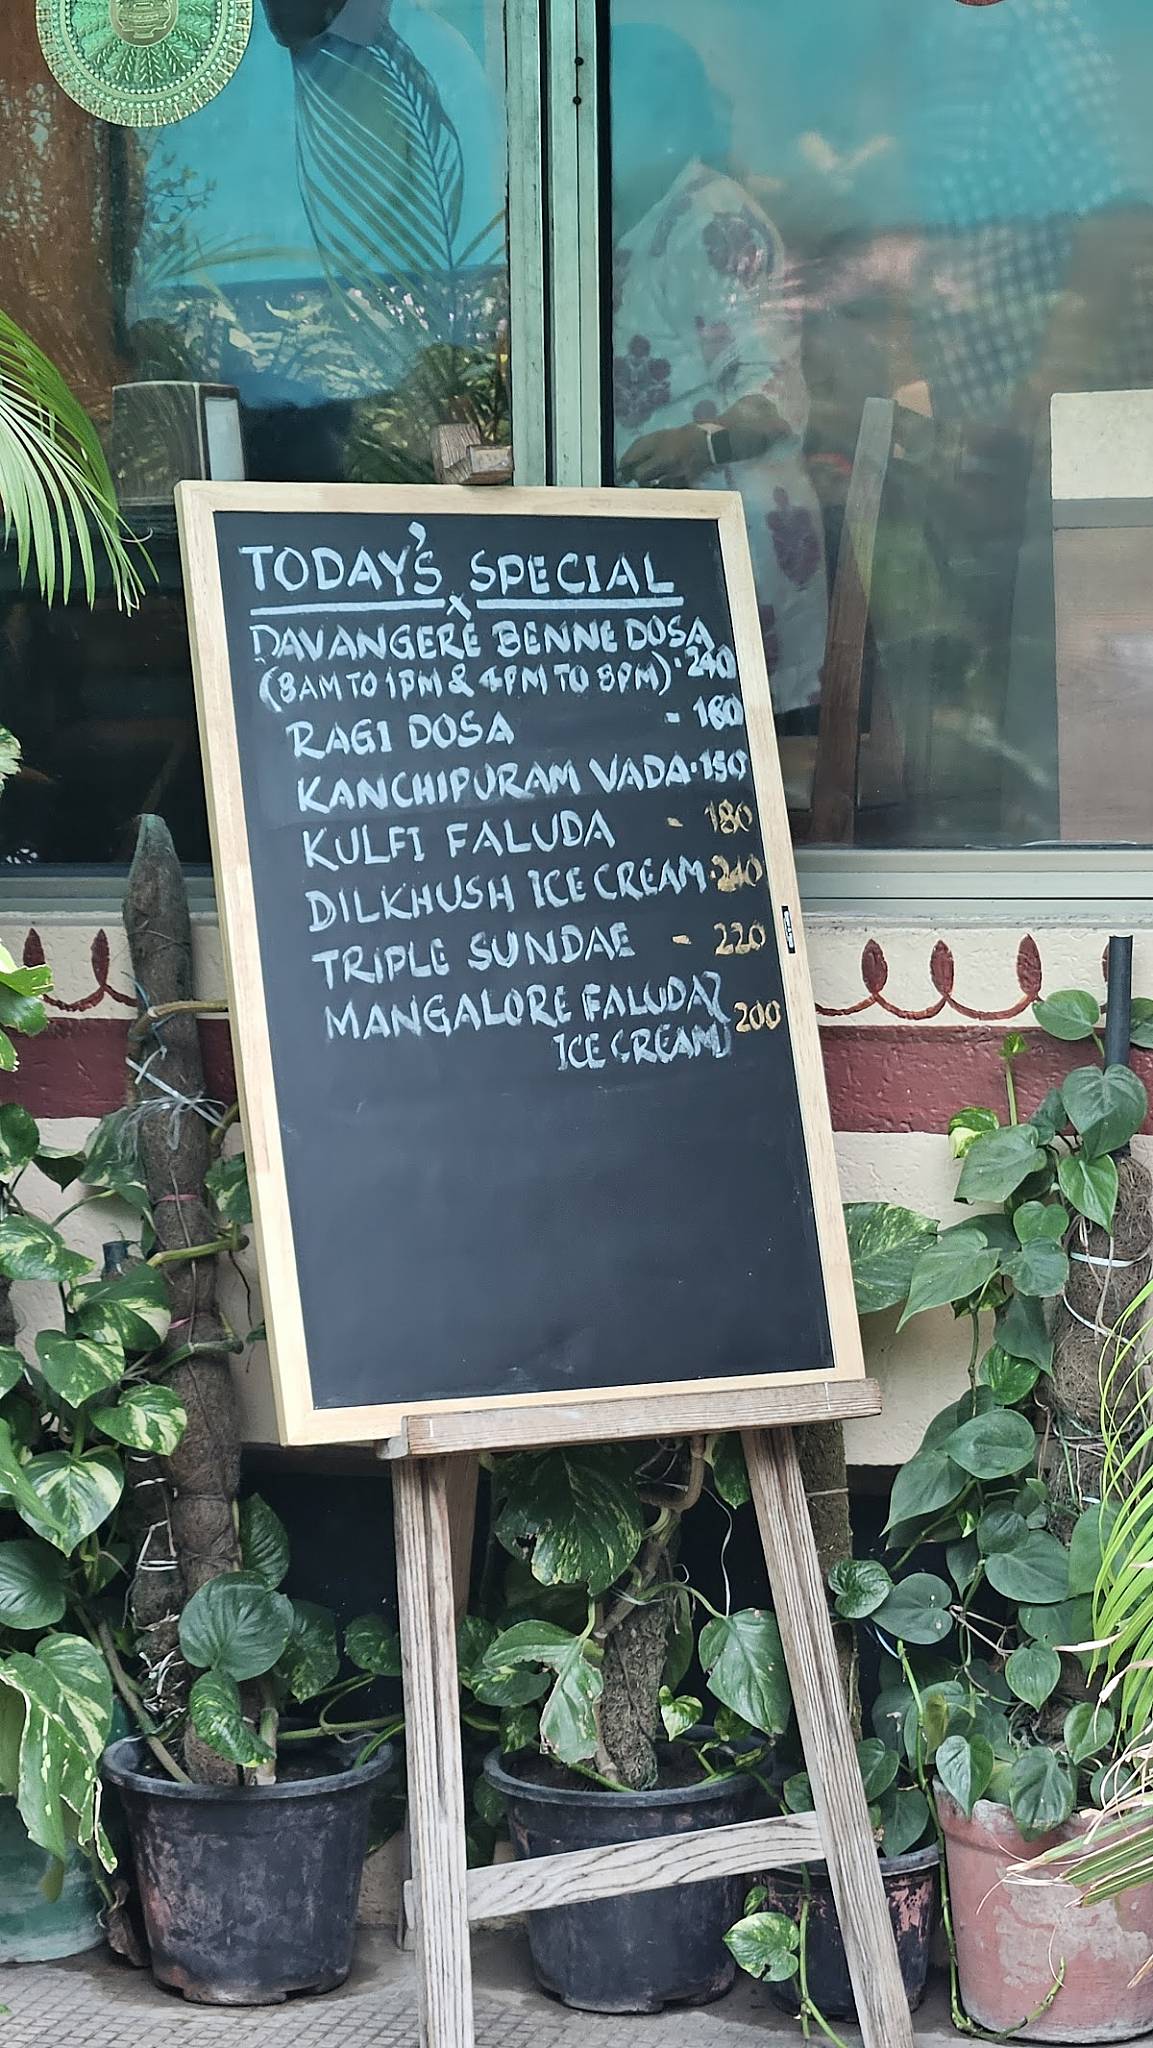 TODAY'S SPECIAL
x
DAVANGERE BENNE DOSA
(8AM TO 1PM & 4PM TO 8PM) - 240
RAGI DOSA - 180
KANCHIPURAM VADA - 150
KULFI FALUDA - 180
DILKHUSH ICE CREAM - 240
TRIPLE SUNDAE - 220
MANGALORE FALUDA} 200
ICE CREAM